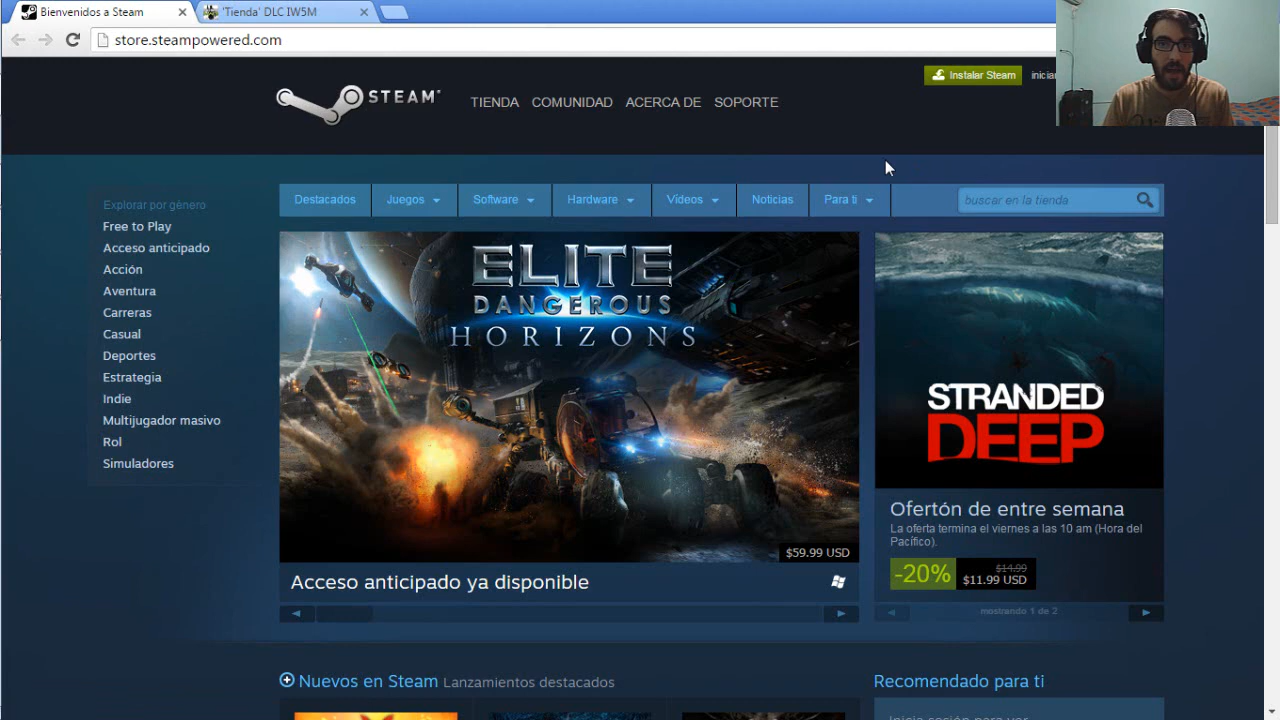 Bienvenidos a Steam
'Tienda' DLC IW5M
store.steampowered.com
Instalar Steam
STEAM
TIENDA COMUNIDAD ACERCA DE SOPORTE
Destacados Juegos Software Hardware Vídeos Noticias Para ti buscar en la tienda
Explorar por género
Free to Play
Acceso anticipado
Acción
Aventura
Carreras
Casual
Deportes
Estrategia
Indie
Multijugador masivo
Rol
Simuladores
ELITE
DANGEROUS
HORIZONS
$59.99 USD
Acceso anticipado ya disponible
STRANDED
DEEP
Ofertón de entre semana
La oferta termina el viernes a las 10 am (Hora del
Pacífico).
-20%
$14.99
$11.99 USD
mostrando 1 de 2
Nuevos en Steam Lanzamientos destacados
Recomendado para ti